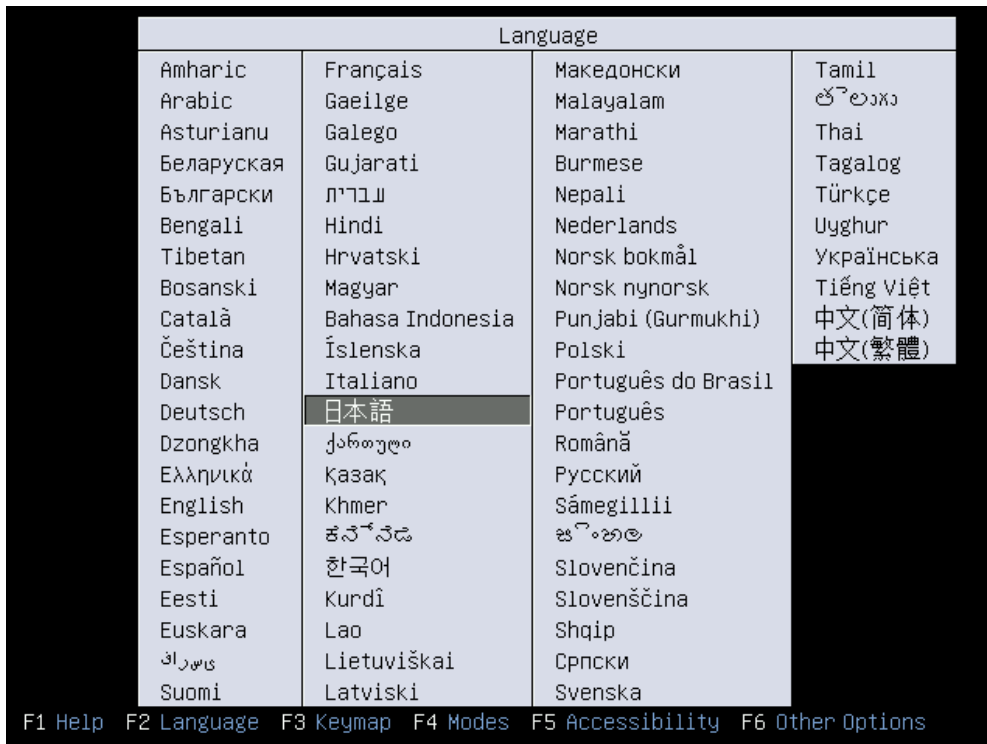 Language
Amharic
Arabic
Asturianu
Беларуская
Български
Bengali
Tibetan
Bosanski
Català
Čeština
Dansk
Deutsch
Dzongkha
Ελληνικά
English
Esperanto
Español
Eesti
Euskara
فارسی
Suomi
Français
Gaeilge
Galego
Gujarati
עברית
Hindi
Hrvatski
Magyar
Bahasa Indonesia
Íslenska
Italiano
日本語
ქართული
Қазақ
Khmer
ಕನ್ನಡ
한국어
Kurdî
Lao
Lietuviškai
Latviski
Македонски
Malayalam
Marathi
Burmese
Nepali
Nederlands
Norsk bokmål
Norsk nynorsk
Punjabi (Gurmukhi)
Polski
Português do Brasil
Português
Română
Русский
Sámegillii
සිංහල
Slovenčina
Slovenščina
Shqip
Српски
Svenska
Tamil
తెలుగు
Thai
Tagalog
Türkçe
Uyghur
Українська
Tiếng Việt
中文(简体)
中文(繁體)
F1 Help F2 Language F3 Keymap F4 Modes F5 Accessibility F6 Other Options